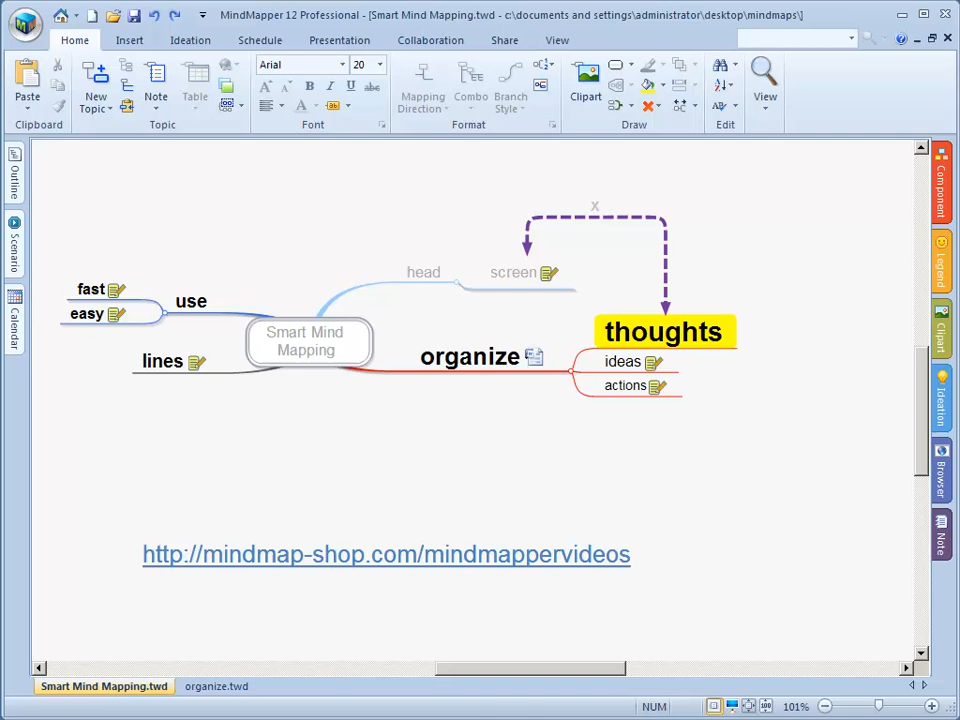 MindMapper 12 Professional - [Smart Mind Mapping.twd - c:\documents and settings\administrator\desktop\mindmaps\]
Home Insert Ideation Schedule Presentation Collaboration Share View
Paste New Topic Note Table Arial 20 Mapping Direction Combo Branch Style Clipart View
B I U abc
A
Clipboard Topic Font Format Draw Edit
Outline
Scenario
Calendar
Component
Legend
Clipart
Ideation
Browser
Note
x
head screen
fast
easy
use
Smart Mind
Mapping
lines
organize
thoughts
ideas
actions
http://mindmap-shop.com/mindmappervideos
Smart Mind Mapping.twd organize.twd
NUM 100 101%